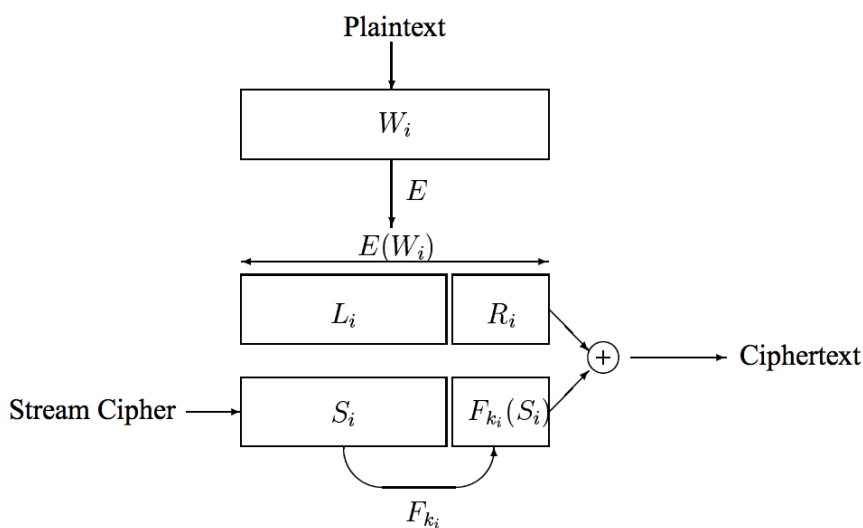 Plaintext
W_i
E
E(W_i)
L_i
R_i
+
Ciphertext
Stream Cipher
S_i
F_{k_i}(S_i)
F_{k_i}